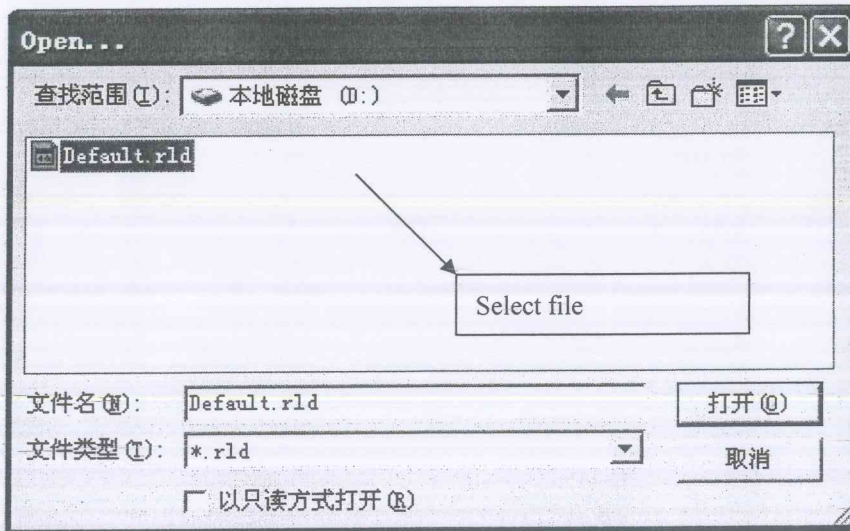 Open...
查找范围(I): 本地磁盘 (D:)
Default.rld
Select file
文件名(N): Default.rld 打开(O)
文件类型(T): *.rld 取消
以只读方式打开(R)